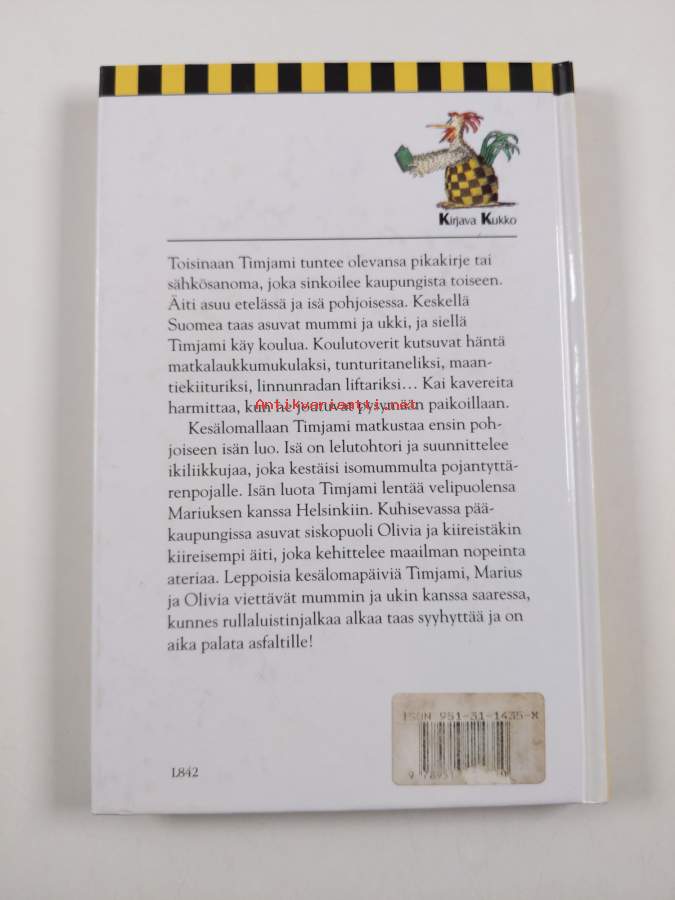 Kirjava Kukko
Toisinaan Timjami tuntee olevansa pikakirje tai
sähkösanoma, joka sinkoilee kaupungista toiseen.
Äiti asuu etelässä ja isä pohjoisessa. Keskellä
Suomea taas asuvat mummi ja ukki, ja siellä
Timjami käy koulua. Koulutoverit kutsuvat häntä
matkalaukkumukulaksi, tunturitaneliksi, maan-
tiekiituriksi, linnunradan liftariksi... Kai kavereita
harmittaa, kun he joutuvat pysymään paikoillaan.
Antikvariaatti.net
Kesälomallaan Timjami matkustaa ensin poh-
joiseen isän luo. Isä on lelutohtori ja suunnittelee
ikiliikkujaa, joka kestäisi isomummulta pojantyttä-
renpojalle. Isän luota Timjami lentää velipuolensa
Mariuksen kanssa Helsinkiin. Kuhisevassa pää-
kaupungissa asuvat siskopuoli Olivia ja kiireistäkin
kiireisempi äiti, joka kehittelee maailman nopeinta
ateriaa. Leppoisia kesälomapäiviä Timjami, Marius
ja Olivia viettävät mummin ja ukin kanssa saaressa,
kunnes rullaluistinjalkaa alkaa taas syyhyttää ja on
aika palata asfaltille!
ISBN 951-31-1435-X
L842